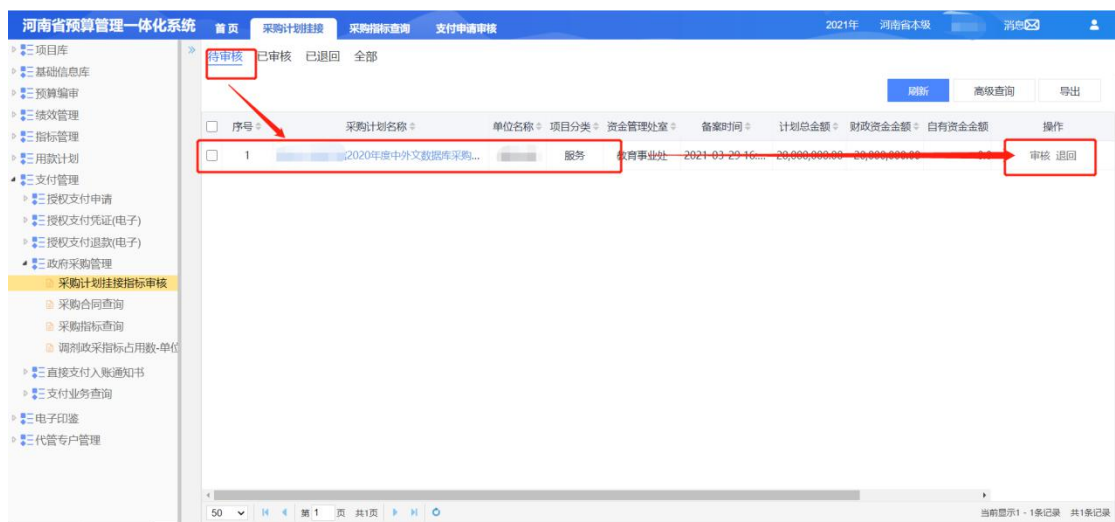 河南省预算管理一体化系统 首页 采购计划挂接 采购指标查询 支付申请审核 2021年 河南省本级 消息
项目库
基础信息库
预算编审
绩效管理
指标管理
用款计划
支付管理
授权支付申请
授权支付凭证(电子)
授权支付退款(电子)
政府采购管理
采购计划挂接指标审核
采购合同查询
采购指标查询
调剂政采指标占用数-单位
直接支付入账通知书
支付业务查询
电子印鉴
代管专户管理
待审核 已审核 已退回 全部
刷新 高级查询 导出
序号 采购计划名称 单位名称 项目分类 资金管理处室 备案时间 计划总金额 财政资金金额 自有资金金额 操作
1 2020年度中外文数据库采购... 服务 教育事业处 2021-03-29 16:... 20,000,000.00 20,000,000.00 审核 退回
50 第 1 页 共1页 当前显示1 - 1条记录 共1条记录